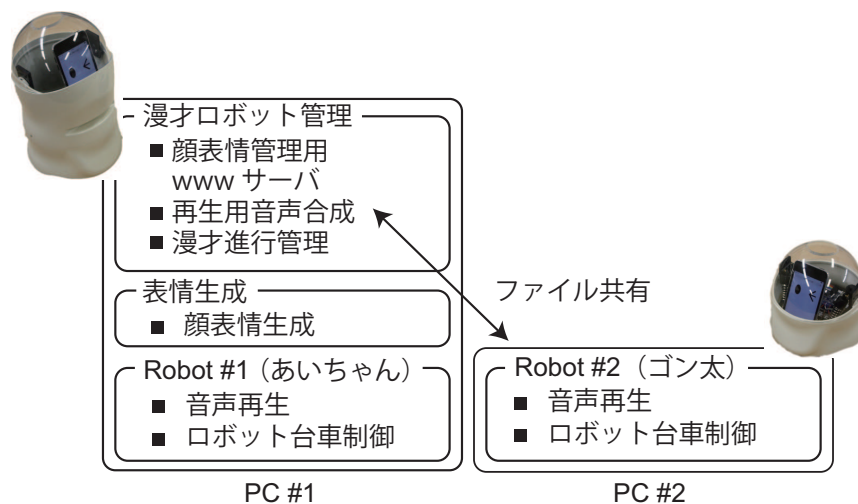 漫才ロボット管理
■ 顔表情管理用
www サーバ
■ 再生用音声合成
■ 漫才進行管理
表情生成
■ 顔表情生成
Robot #1（あいちゃん）
■ 音声再生
■ ロボット台車制御
PC #1
ファイル共有
Robot #2（ゴン太）
■ 音声再生
■ ロボット台車制御
PC #2